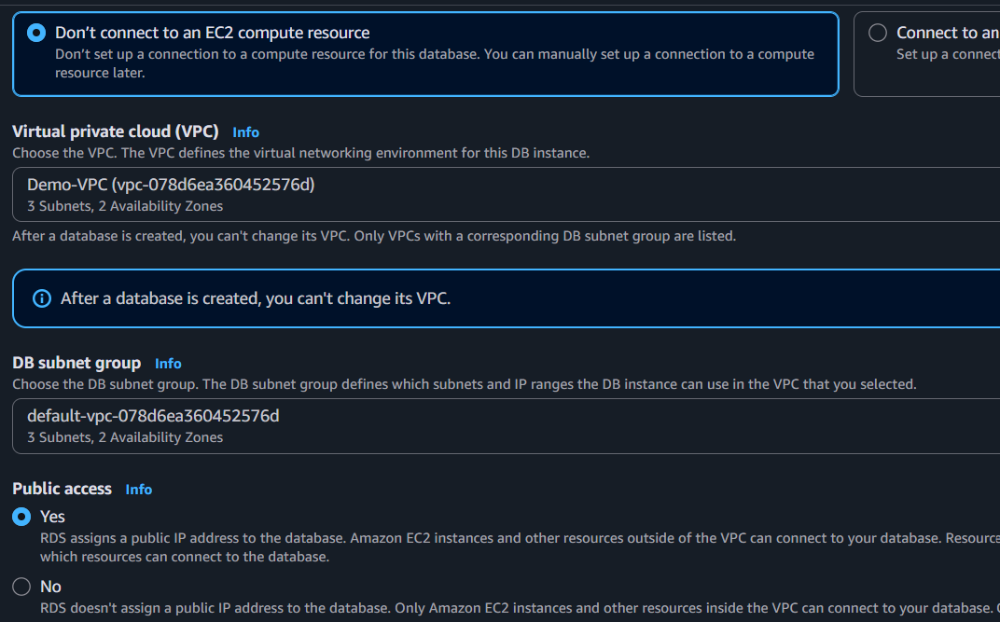 Don’t connect to an EC2 compute resource
Don’t set up a connection to a compute resource for this database. You can manually set up a connection to a compute
resource later.
Connect to an
Set up a connect
Virtual private cloud (VPC) Info
Choose the VPC. The VPC defines the virtual networking environment for this DB instance.
Demo-VPC (vpc-078d6ea360452576d)
3 Subnets, 2 Availability Zones
After a database is created, you can't change its VPC. Only VPCs with a corresponding DB subnet group are listed.
After a database is created, you can't change its VPC.
DB subnet group Info
Choose the DB subnet group. The DB subnet group defines which subnets and IP ranges the DB instance can use in the VPC that you selected.
default-vpc-078d6ea360452576d
3 Subnets, 2 Availability Zones
Public access Info
Yes
RDS assigns a public IP address to the database. Amazon EC2 instances and other resources outside of the VPC can connect to your database. Resource
which resources can connect to the database.
No
RDS doesn't assign a public IP address to the database. Only Amazon EC2 instances and other resources inside the VPC can connect to your database.